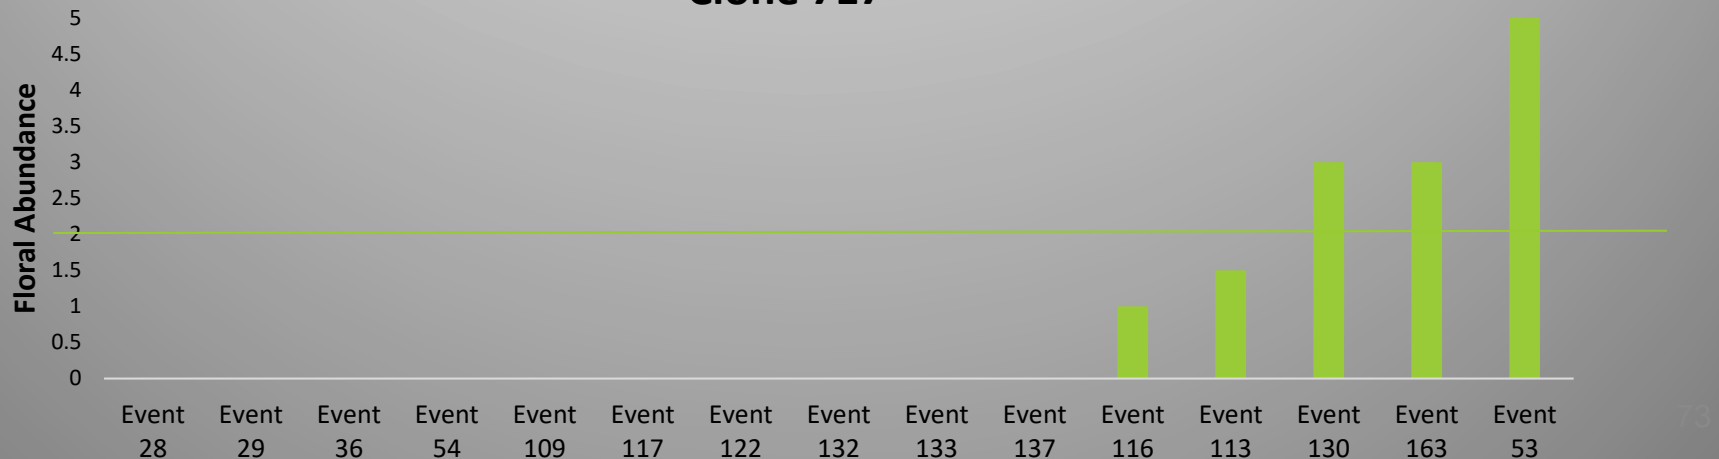 5
4.5
4
3.5
3
2.5
2
1.5
1
0.5
0
Floral Abundance
Event 28
Event 29
Event 36
Event 54
Event 109
Event 117
Event 122
Event 132
Event 133
Event 137
Event 116
Event 113
Event 130
Event 163
Event 53
73